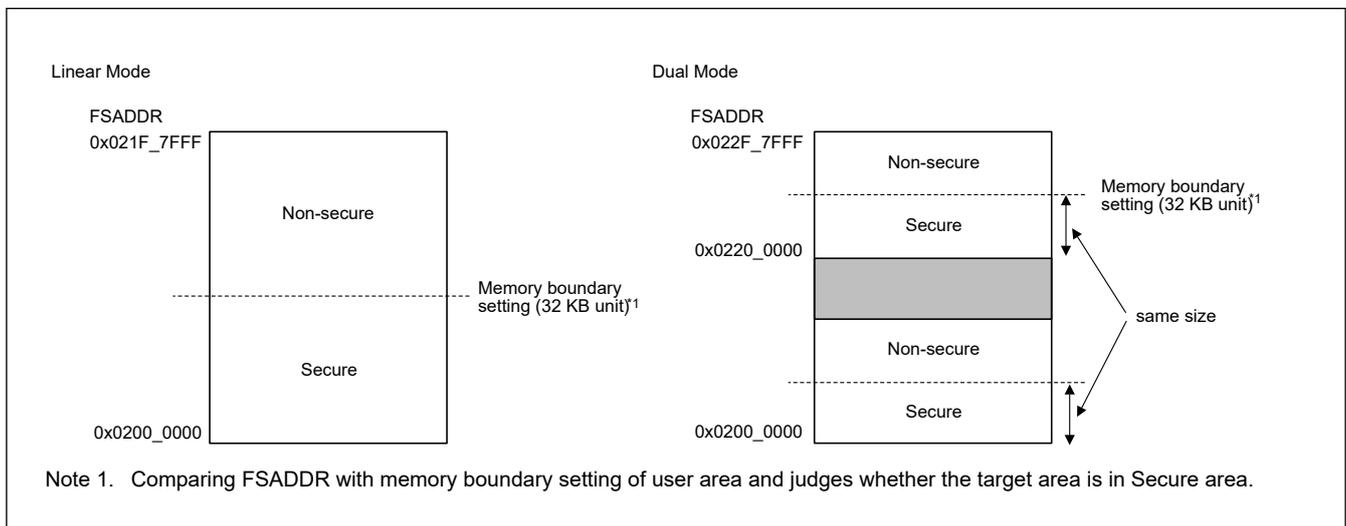 Linear Mode
FSADDR
0x021F_7FFF
Non-secure
Memory boundary
setting (32 KB unit)*1
Secure
0x0200_0000
Dual Mode
FSADDR
0x022F_7FFF
Non-secure
Memory boundary
setting (32 KB unit)*1
Secure
0x0220_0000
same size
Non-secure
Secure
0x0200_0000
Note 1. Comparing FSADDR with memory boundary setting of user area and judges whether the target area is in Secure area.